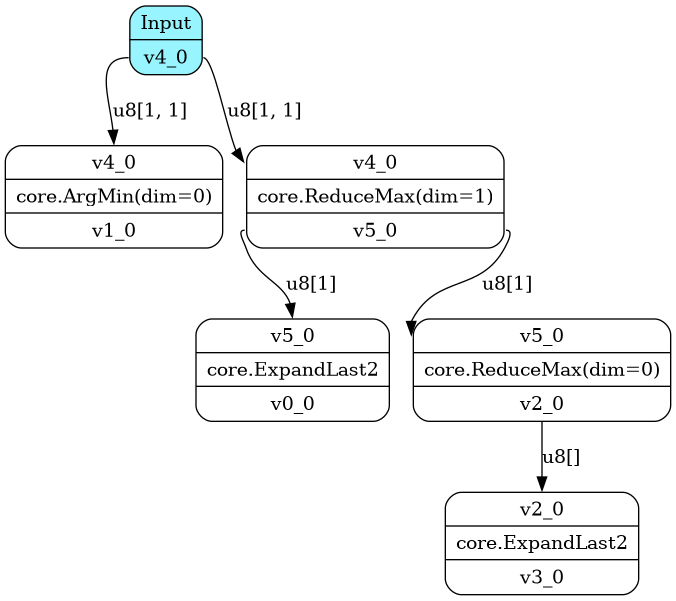 Input
v4_0
u8[1, 1]
u8[1, 1]
v4_0
core.ArgMin(dim=0)
v1_0
v4_0
core.ReduceMax(dim=1)
v5_0
u8[1]
u8[1]
v5_0
core.ExpandLast2
v0_0
v5_0
core.ReduceMax(dim=0)
v2_0
u8[]
v2_0
core.ExpandLast2
v3_0